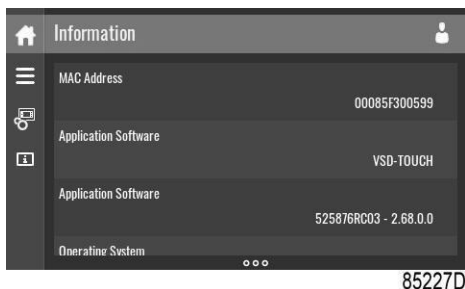 Information
MAC Address
00085F300599
Application Software
VSD-TOUCH
Application Software
525876RC03 - 2.68.0.0
Operating System
85227D